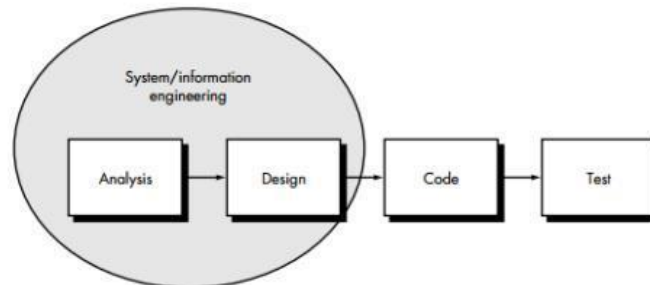 System/information
engineering
Analysis
Design
Code
Test